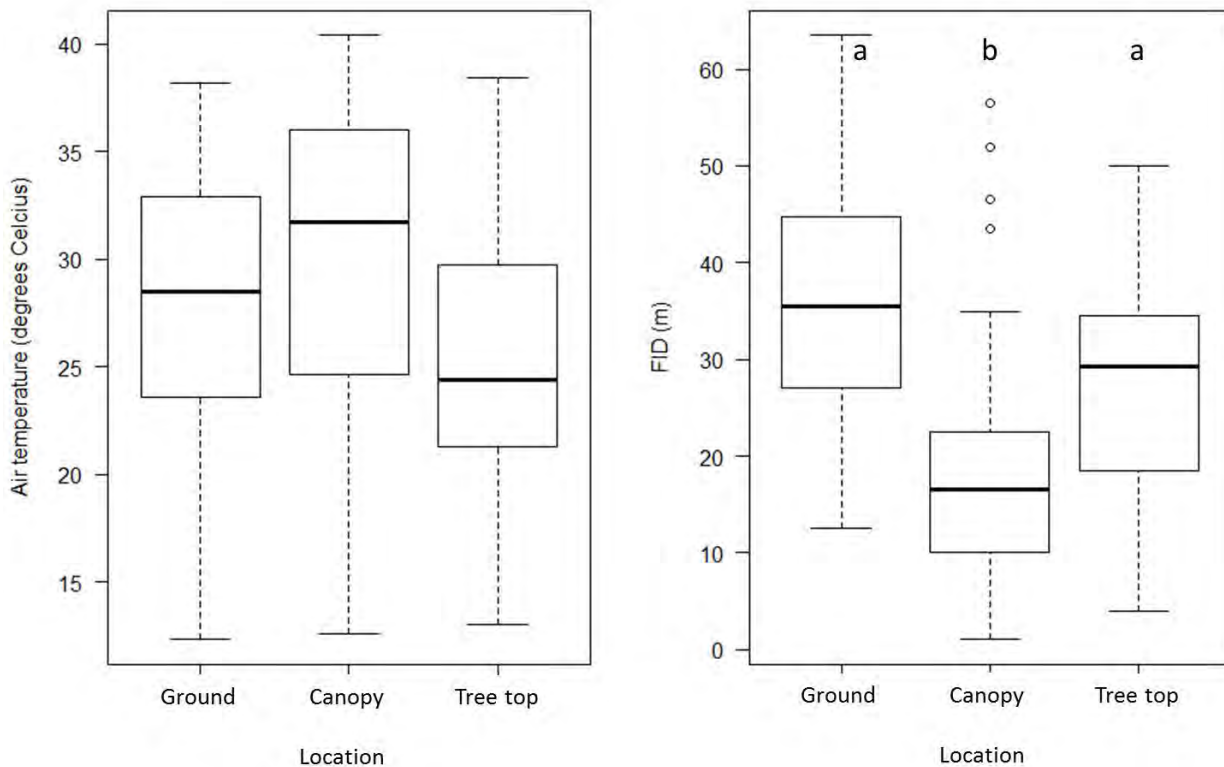 Air temperature (degrees Celcius)
40
35
30
25
20
15
Ground Canopy Tree top
Location
FID (m)
60
50
40
30
20
10
0
a b a
Ground Canopy Tree top
Location